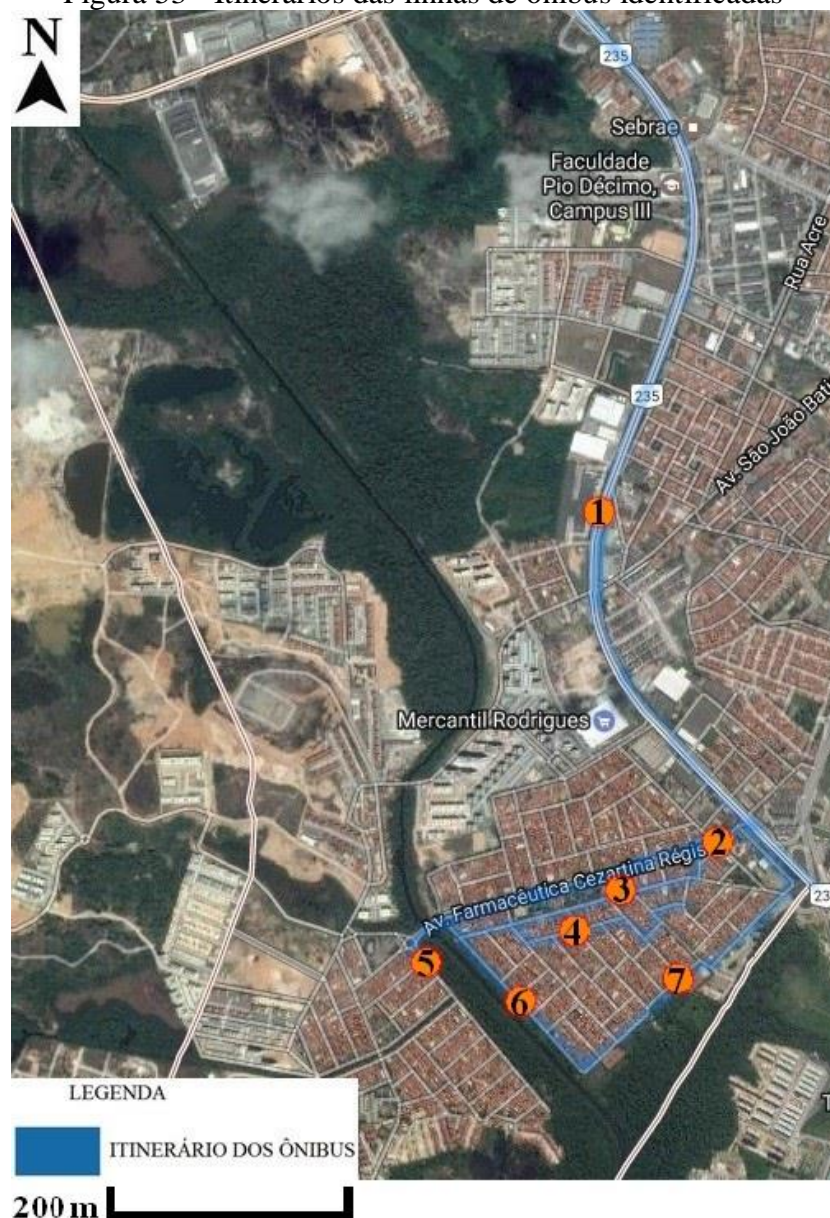 Figura 33 - Itinerários das linhas de ônibus identificadas
N
235
Sebrae
Faculdade
Pio Décimo,
Campus III
Rua Acre
235
Av. São João Bati
1
Mercantil Rodrigues
2
Av. Farmacêutica Cezartina Régis
3
23
4
5
6
7
T
LEGENDA
ITINERÁRIO DOS ÔNIBUS
200 m